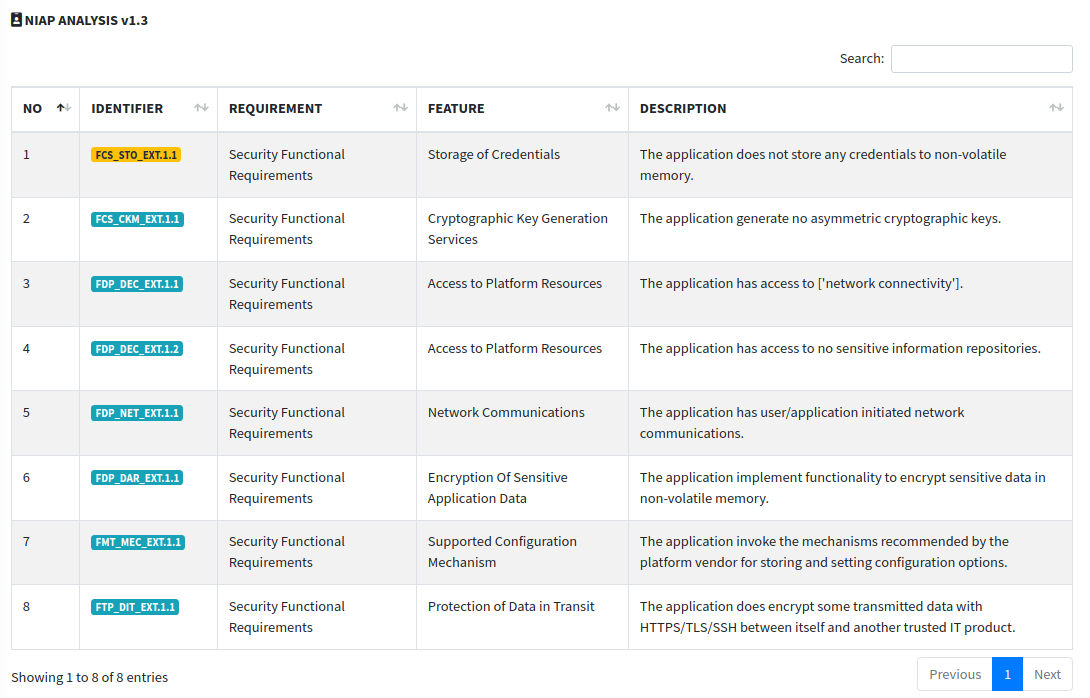 NIAP ANALYSIS v1.3
Search:
NO IDENTIFIER REQUIREMENT FEATURE DESCRIPTION
1 FCS_STO_EXT.1.1 Security Functional Storage of Credentials The application does not store any credentials to non-volatile
Requirements memory.
2 FCS_CKM_EXT.1.1 Security Functional Cryptographic Key Generation The application generate no asymmetric cryptographic keys.
Requirements Services
3 FDP_DEC_EXT.1.1 Security Functional Access to Platform Resources The application has access to ['network connectivity'].
Requirements
4 FDP_DEC_EXT.1.2 Security Functional Access to Platform Resources The application has access to no sensitive information repositories.
Requirements
5 FDP_NET_EXT.1.1 Security Functional Network Communications The application has user/application initiated network
Requirements communications.
6 FDP_DAR_EXT.1.1 Security Functional Encryption Of Sensitive The application implement functionality to encrypt sensitive data in
Requirements Application Data non-volatile memory.
7 FMT_MEC_EXT.1.1 Security Functional Supported Configuration The application invoke the mechanisms recommended by the
Requirements Mechanism platform vendor for storing and setting configuration options.
8 FTP_DIT_EXT.1.1 Security Functional Protection of Data in Transit The application does encrypt some transmitted data with
Requirements HTTPS/TLS/SSH between itself and another trusted IT product.
Showing 1 to 8 of 8 entries Previous 1 Next